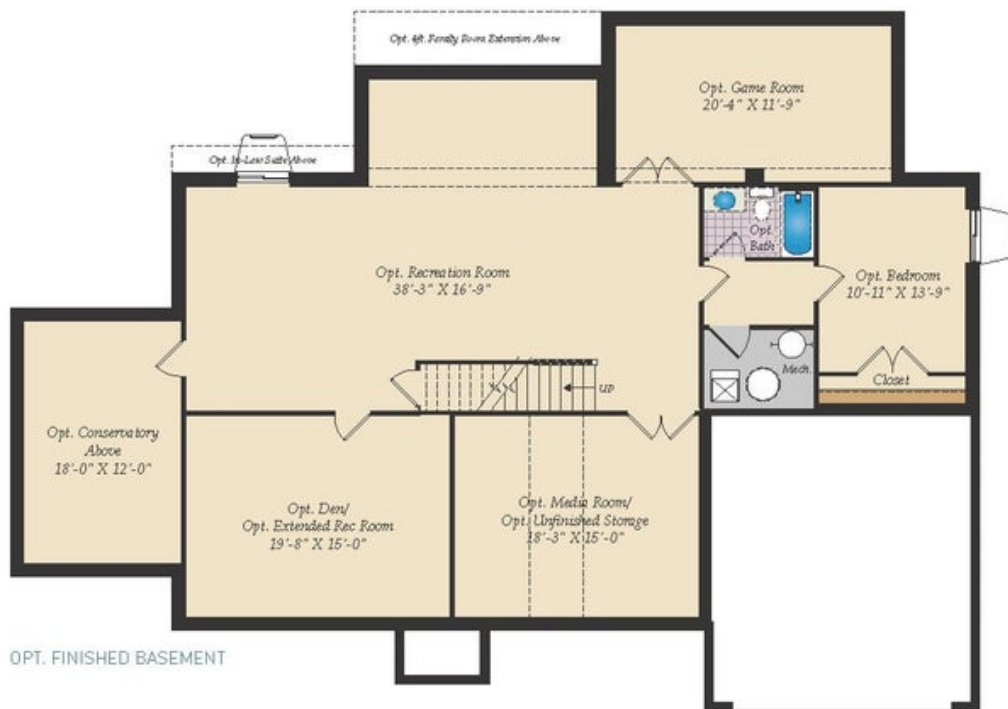 Opt. 4ft. Family Room Extension Above
Opt. Game Room
20'-4" X 11'-9"
Opt. In-Law Suite Above
Opt.
Bath
Opt. Recreation Room
38'-3" X 16'-9"
Opt. Bedroom
10'-11" X 13'-9"
Mech.
UP
Closet
Opt. Conservatory
Above
18'-0" X 12'-0"
Opt. Den/
Opt. Extended Rec Room
19'-8" X 15'-0"
Opt. Media Room/
Opt. Unfinished Storage
18'-3" X 15'-0"
OPT. FINISHED BASEMENT